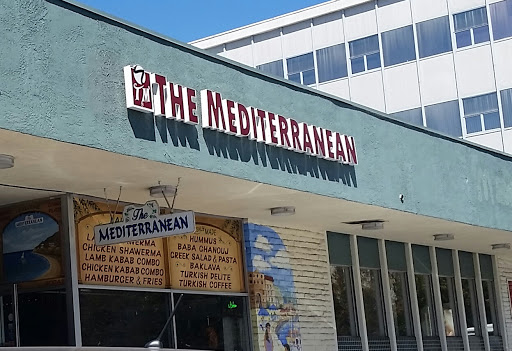 THE MEDITERRANEAN
The
MEDITERRANEAN
CHICKEN SHAWERMA
LAMB KABAB COMBO
CHICKEN KABAB COMBO
HAMBURGER & FRIES
MADE
HUMMUS
BABA GHANOUJ
GREEK SALAD & PASTA
BAKLAVA
TURKISH DELITE
TURKISH COFFEE